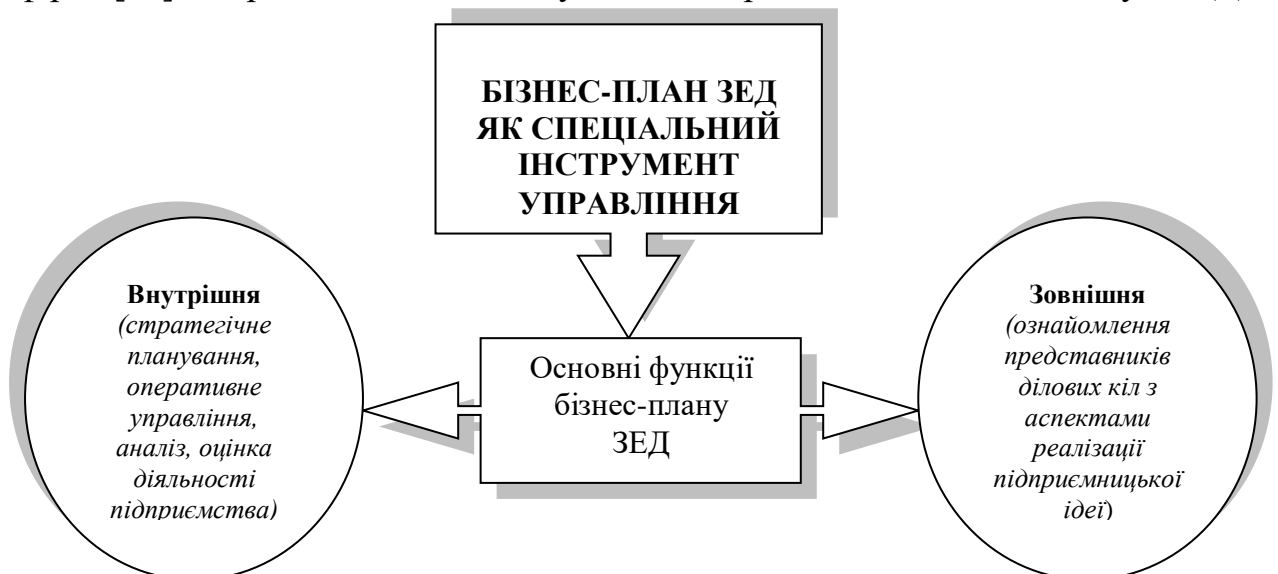 БІЗНЕС-ПЛАН ЗЕД
ЯК СПЕЦІАЛЬНИЙ
ІНСТРУМЕНТ
УПРАВЛІННЯ
Внутрішня
(стратегічне
планування,
оперативне
управління,
аналіз, оцінка
діяльності
підприємства)
Основні функції
бізнес-плану
ЗЕД
Зовнішня
(ознайомлення
представників
ділових кіл з
аспектами
реалізації
підприємницької
ідеї)